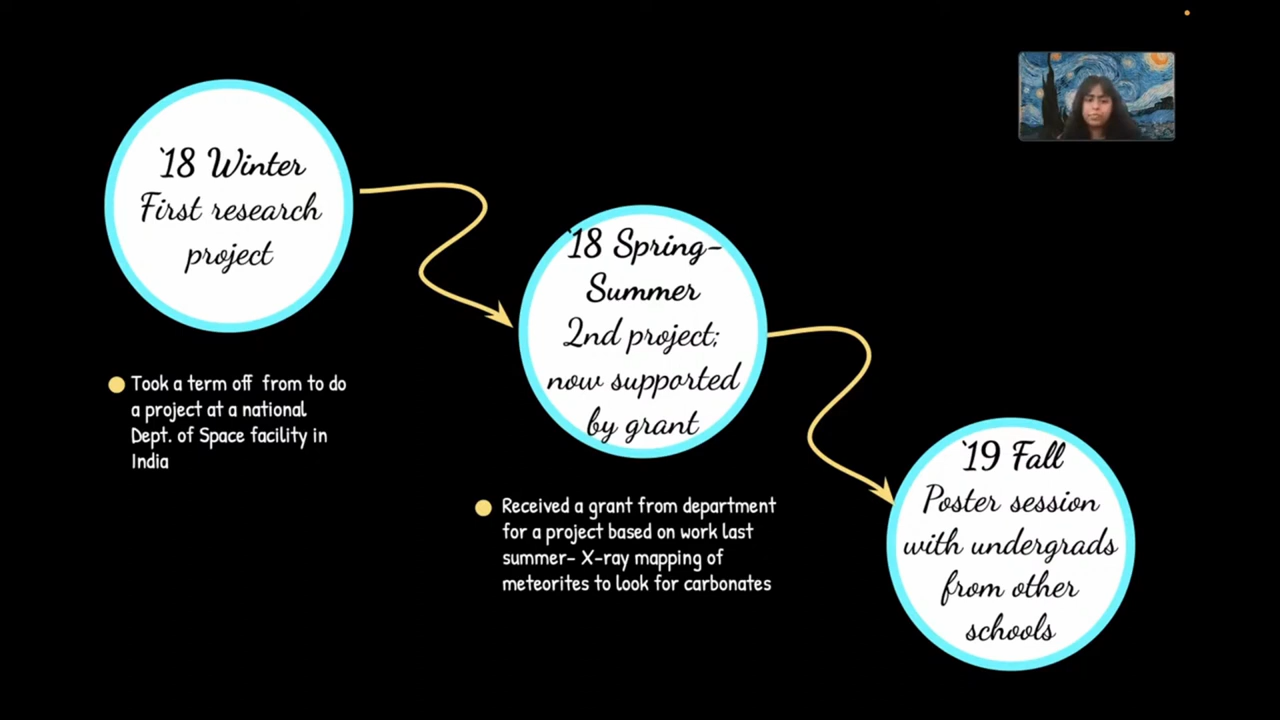 `18 Winter
First research
project
Took a term off from to do
a project at a national
Dept. of Space facility in
India
`18 Spring-
Summer
2nd project;
now supported
by grant
Received a grant from department
for a project based on work last
summer- X-ray mapping of
meteorites to look for carbonates
`19 Fall
Poster session
with undergrads
from other
schools